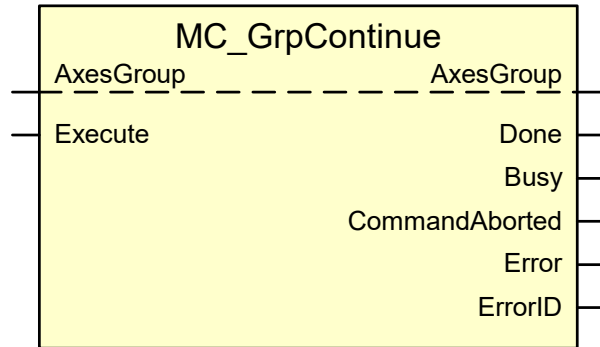 MC_GrpContinue
AxesGroup AxesGroup
Execute Done
Busy
CommandAborted
Error
ErrorID